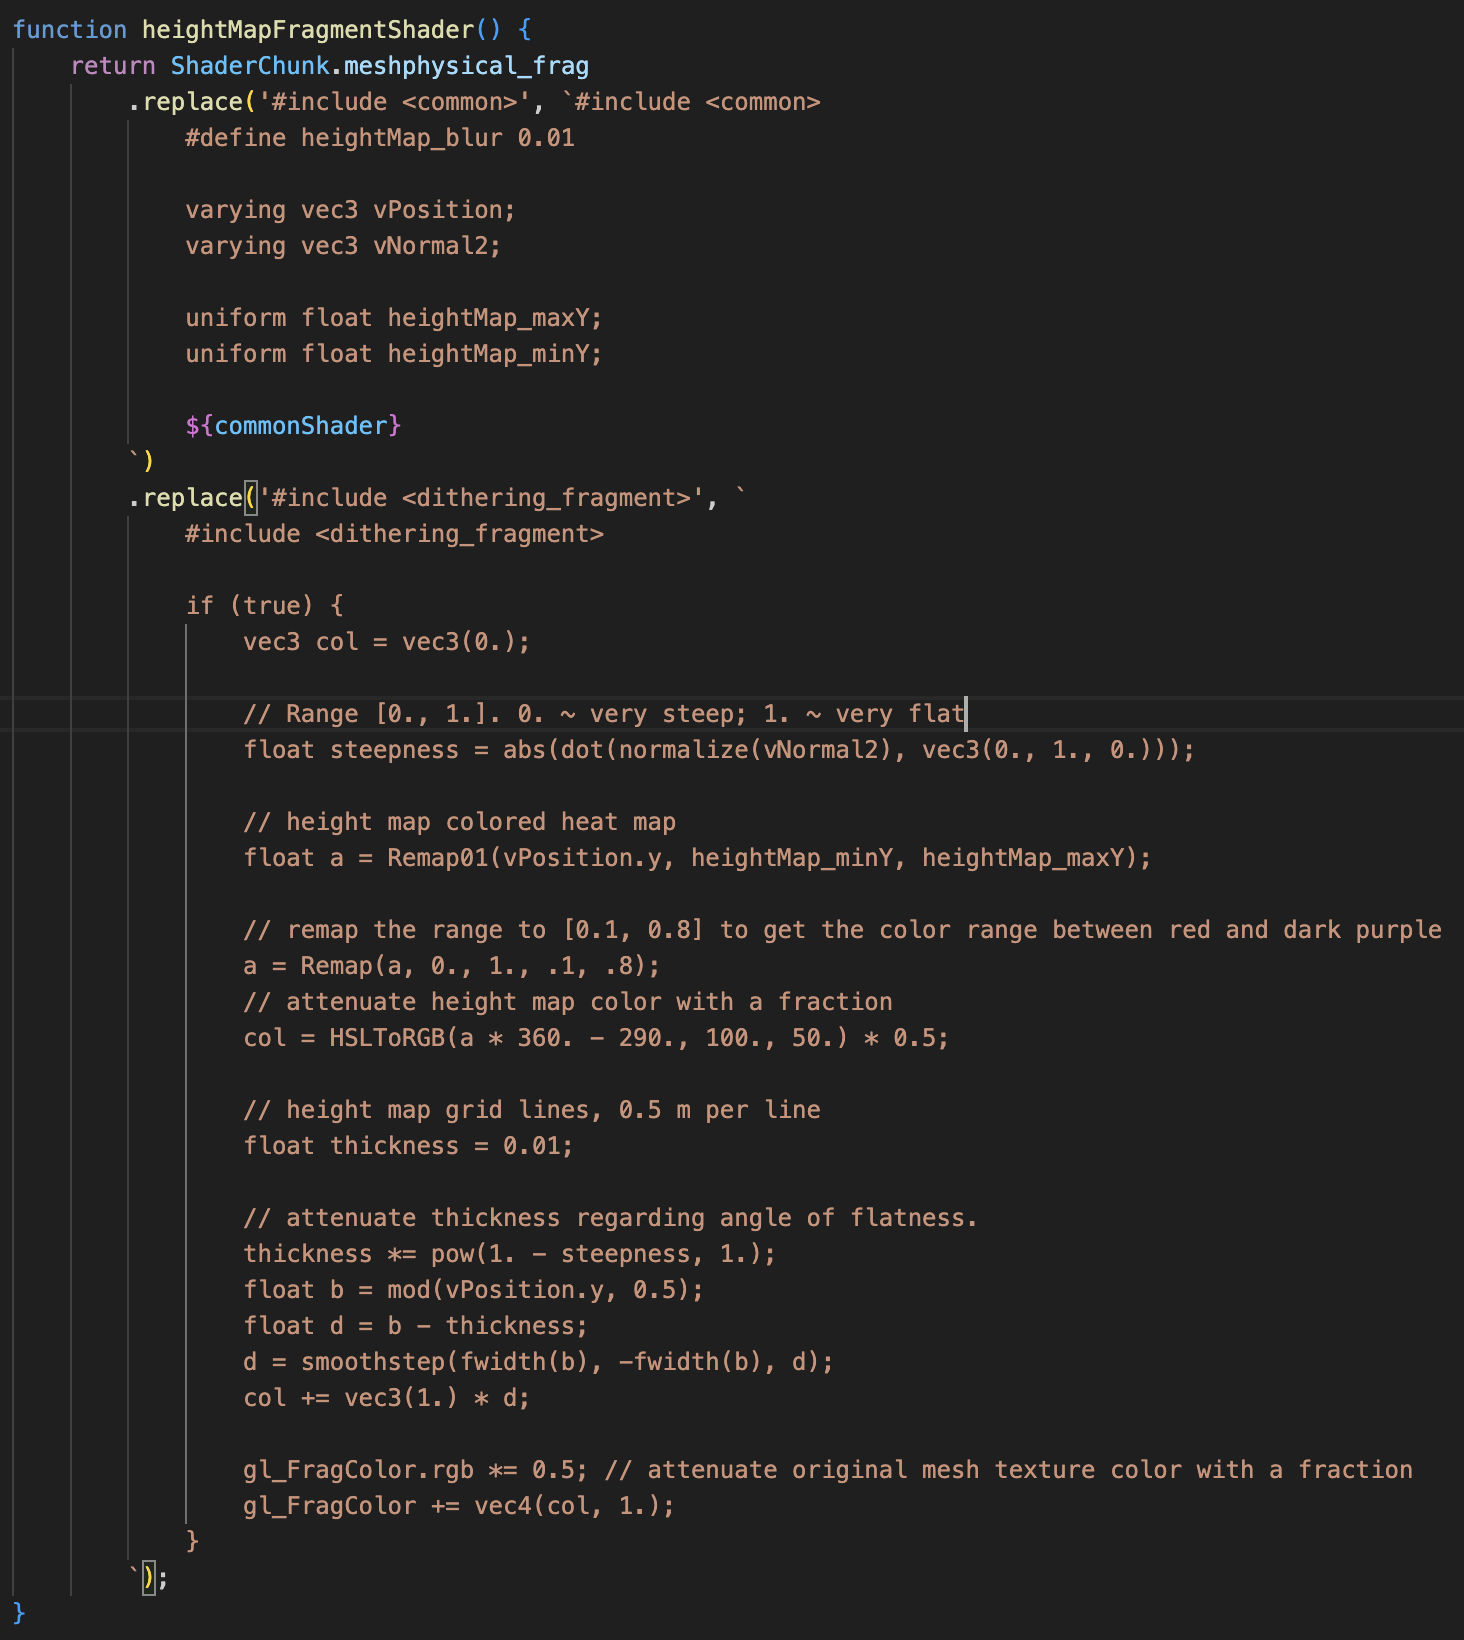 function heightMapFragmentShader() {
    return ShaderChunk.meshphysical_frag
        .replace('#include <common>', `#include <common>
            #define heightMap_blur 0.01

            varying vec3 vPosition;
            varying vec3 vNormal2;

            uniform float heightMap_maxY;
            uniform float heightMap_minY;

            ${commonShader}
        `)
        .replace('#include <dithering_fragment>', `
            #include <dithering_fragment>

            if (true) {
                vec3 col = vec3(0.);

                // Range [0., 1.]. 0. ~ very steep; 1. ~ very flat
                float steepness = abs(dot(normalize(vNormal2), vec3(0., 1., 0.)));

                // height map colored heat map
                float a = Remap01(vPosition.y, heightMap_minY, heightMap_maxY);

                // remap the range to [0.1, 0.8] to get the color range between red and dark purple
                a = Remap(a, 0., 1., .1, .8);
                // attenuate height map color with a fraction
                col = HSLToRGB(a * 360. - 290., 100., 50.) * 0.5;

                // height map grid lines, 0.5 m per line
                float thickness = 0.01;

                // attenuate thickness regarding angle of flatness.
                thickness *= pow(1. - steepness, 1.);
                float b = mod(vPosition.y, 0.5);
                float d = b - thickness;
                d = smoothstep(fwidth(b), -fwidth(b), d);
                col += vec3(1.) * d;

                gl_FragColor.rgb *= 0.5; // attenuate original mesh texture color with a fraction
                gl_FragColor += vec4(col, 1.);
            }
        `);
}